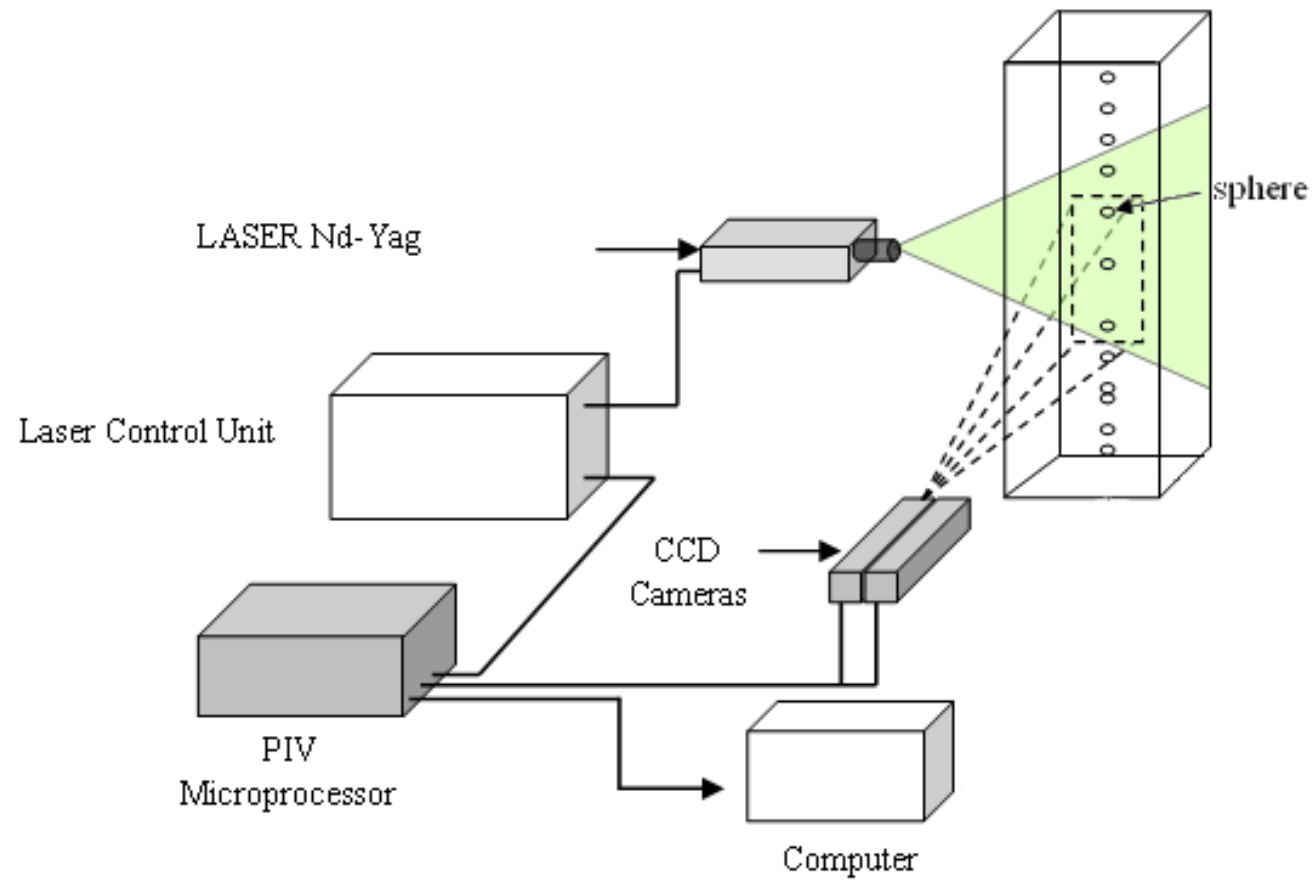 sphere
LASER Nd-Yag
Laser Control Unit
CCD
Cameras
PIV
Microprocessor
Computer